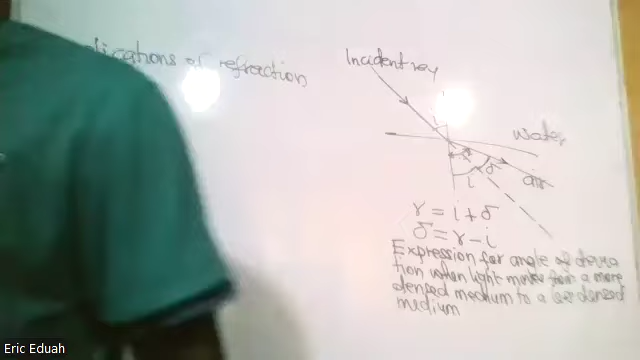 plications of refraction
Incident ray
i
water
r
δ
i
air
r = i + δ
δ = r - i
Expression for angle of devia
tion when light moves from a more
densed medium to a less densed
medium
Eric Eduah